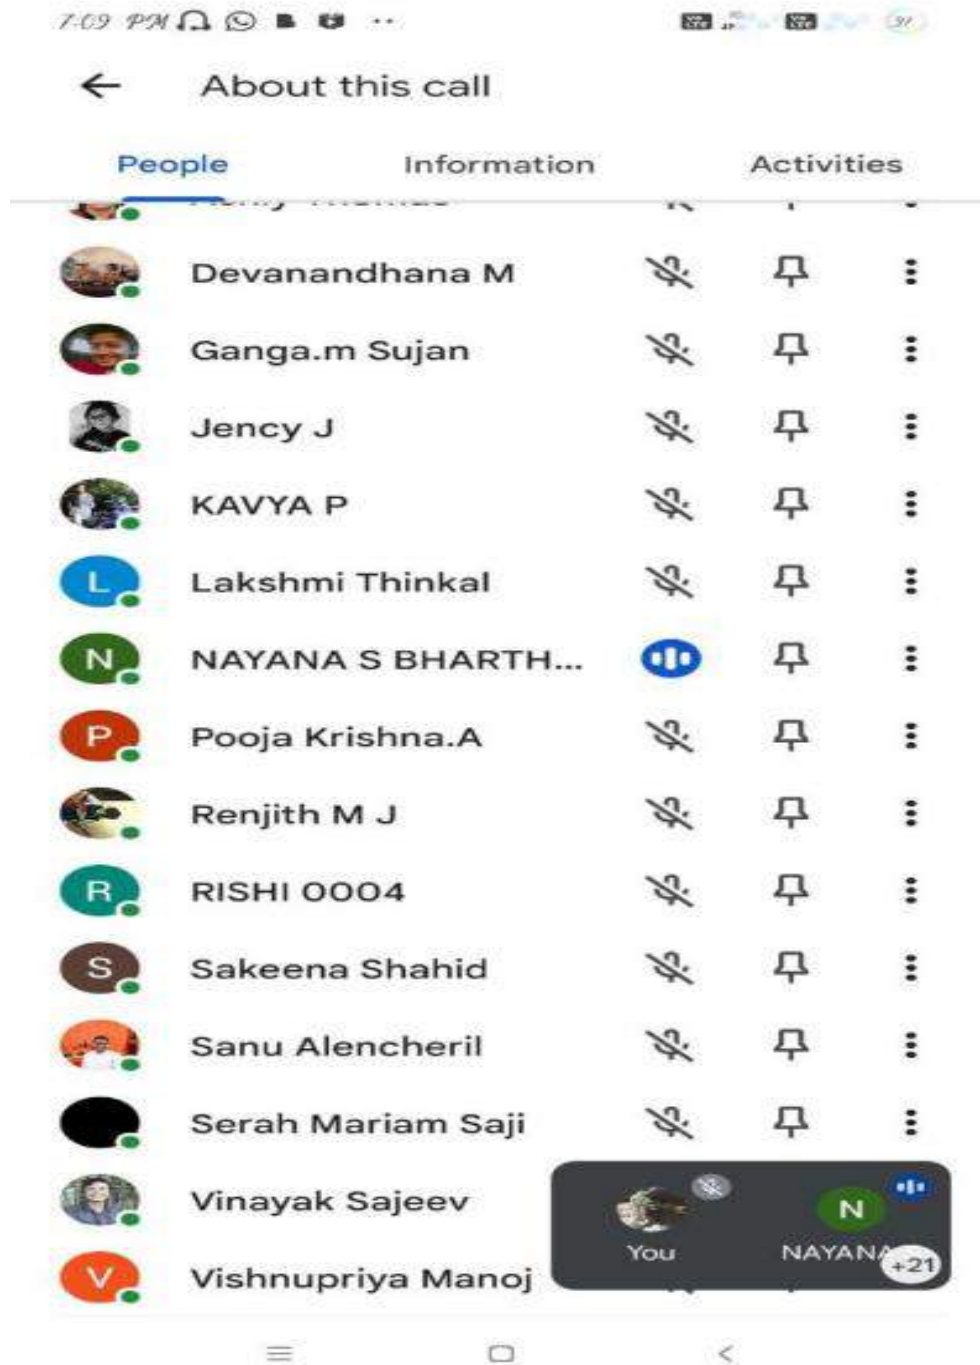 7:09 PM
About this call
People Information Activities
Devanandhana M
Ganga.m Sujan
Jency J
KAVYA P
L Lakshmi Thinkal
N NAYANA S BHARTH...
P Pooja Krishna.A
Renjith M J
R RISHI 0004
S Sakeena Shahid
Sanu Alencheril
Serah Mariam Saji
Vinayak Sajeev
N
You NAYANA
+21
V Vishnupriya Manoj